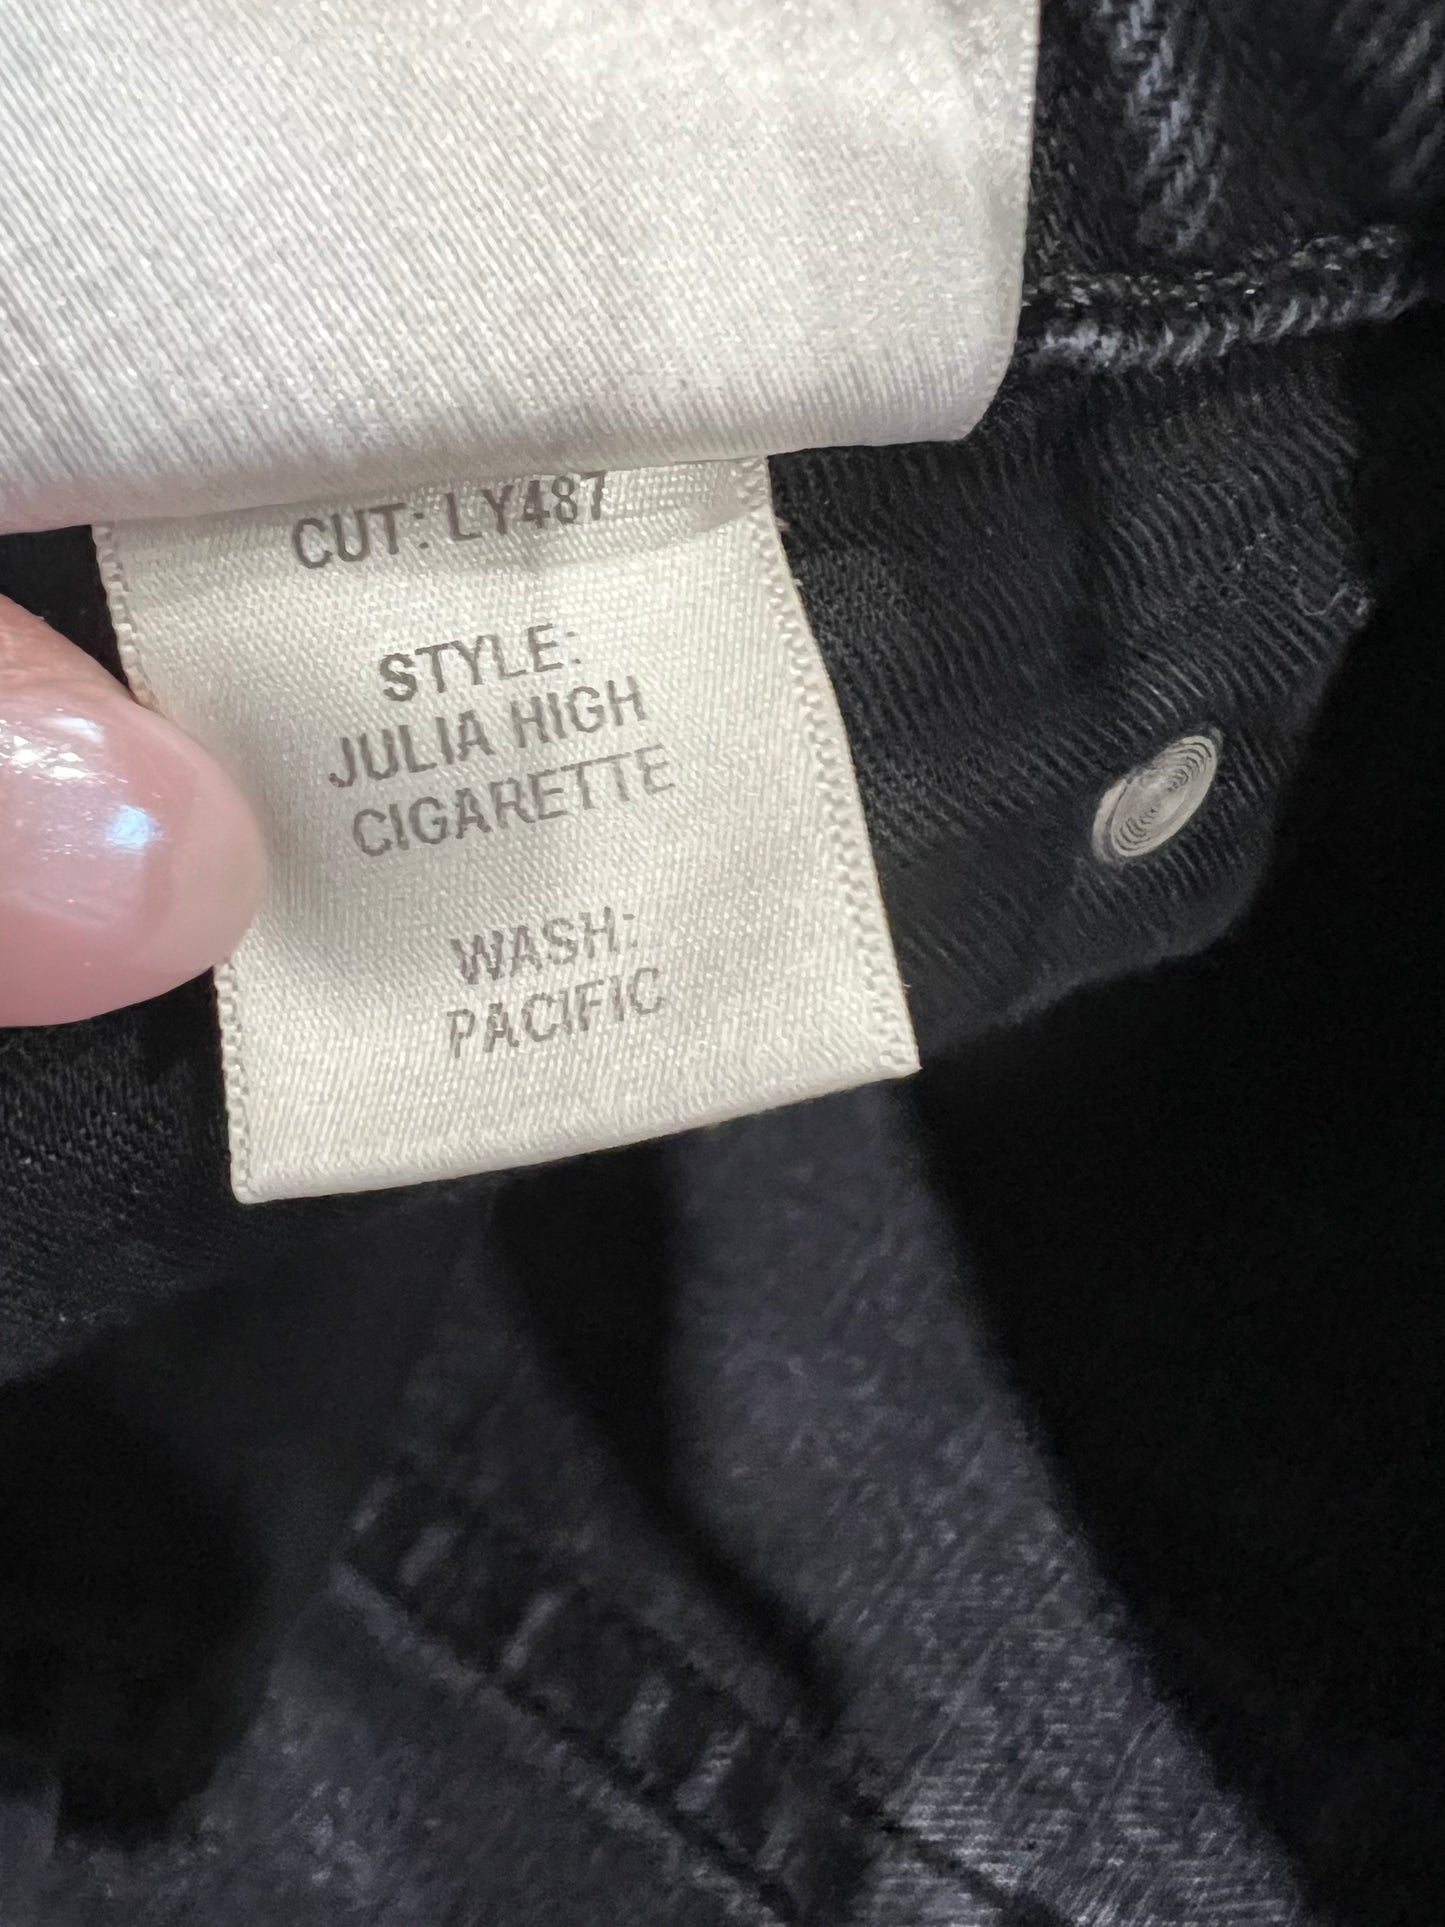 CUT: LY487
STYLE:
JULIA HIGH
CIGARETTE
WASH:
PACIFIC